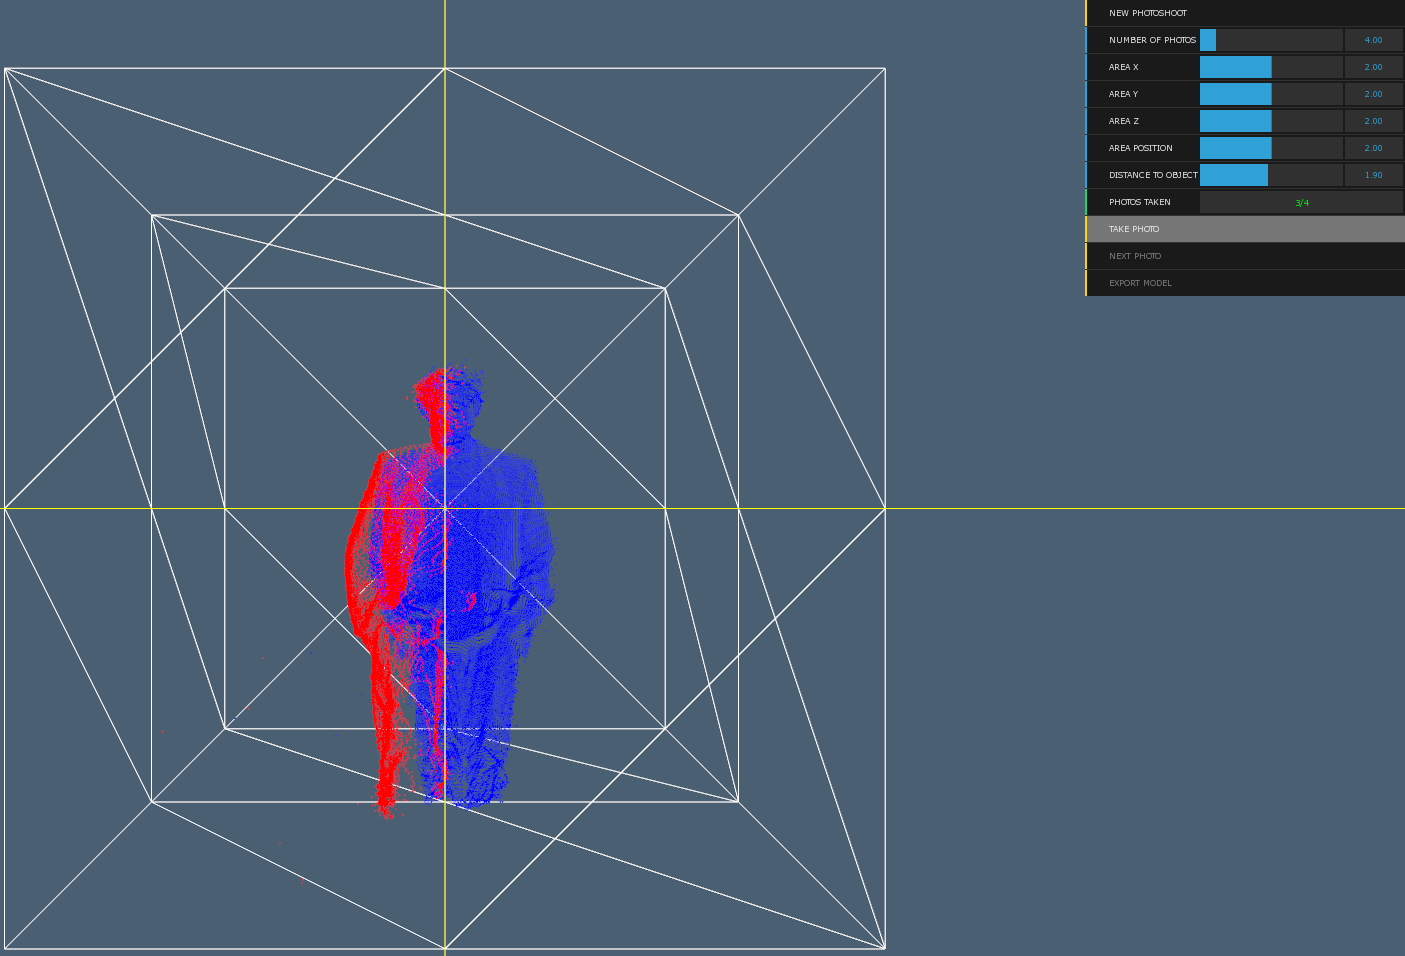 NEW PHOTOSHOOT
NUMBER OF PHOTOS 4.00
AREA X 2.00
AREA Y 2.00
AREA Z 2.00
AREA POSITION 2.00
DISTANCE TO OBJECT 1.90
PHOTOS TAKEN 3/4
TAKE PHOTO
NEXT PHOTO
EXPORT MODEL